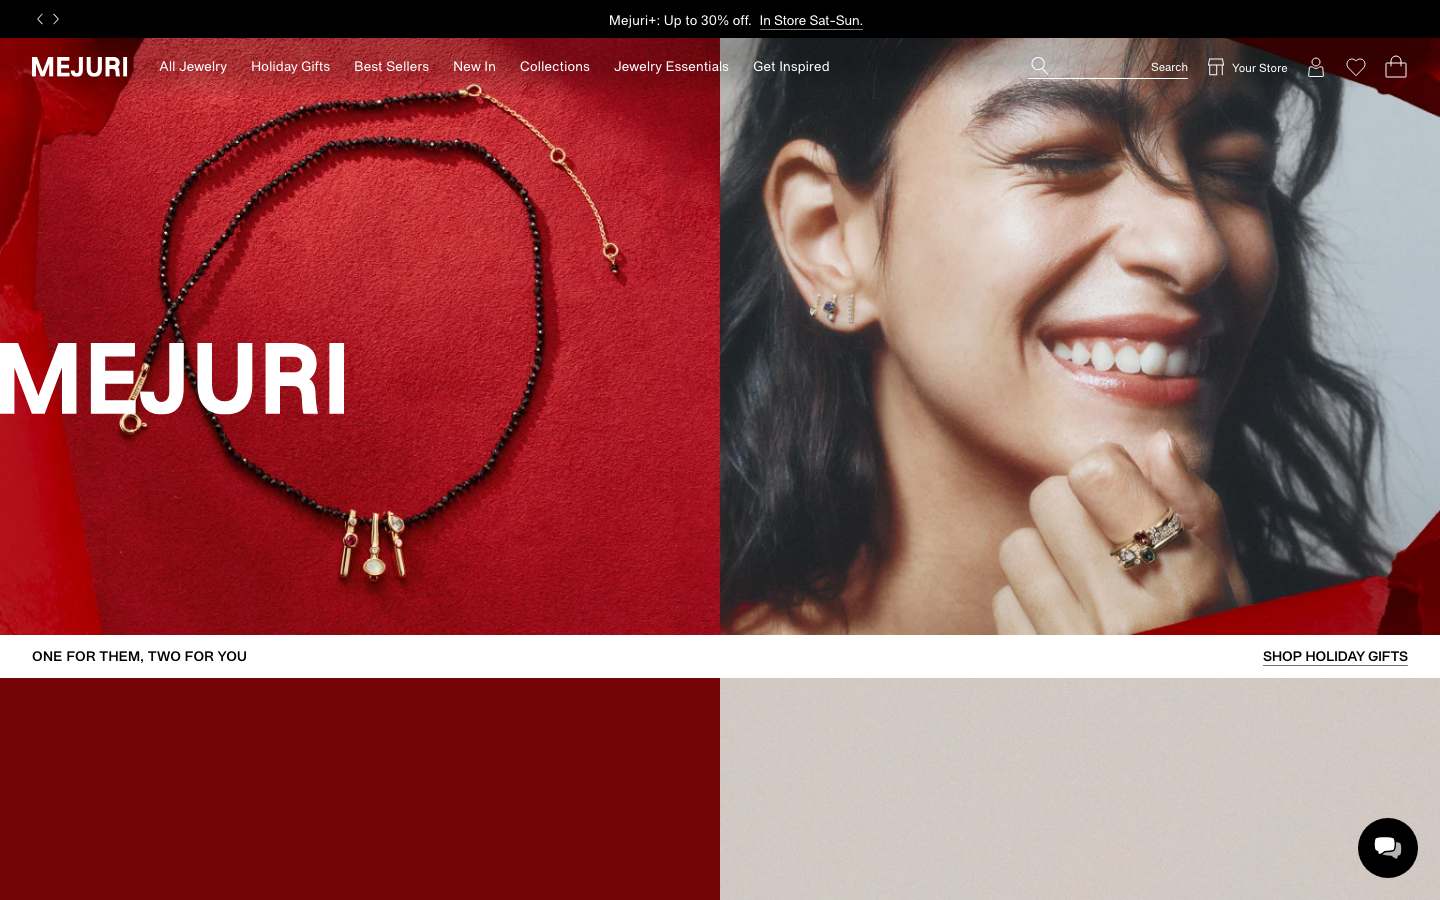 Mejuri+: Up to 30% off. In Store Sat-Sun.
MEJURI All Jewelry Holiday Gifts Best Sellers New In Collections Jewelry Essentials Get Inspired Search Your Store
MEJURI
ONE FOR THEM, TWO FOR YOU SHOP HOLIDAY GIFTS